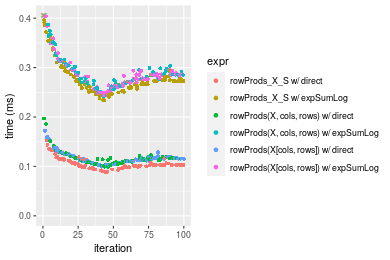 0.4
0.3
0.2
0.1
0.0
time (ms)
0
25
50
75
100
iteration
expr
rowProds_X_S w/ direct
rowProds_X_S w/ expSumLog
rowProds(X, cols, rows) w/ direct
rowProds(X, cols, rows) w/ expSumLog
rowProds(X[cols, rows]) w/ direct
rowProds(X[cols, rows]) w/ expSumLog